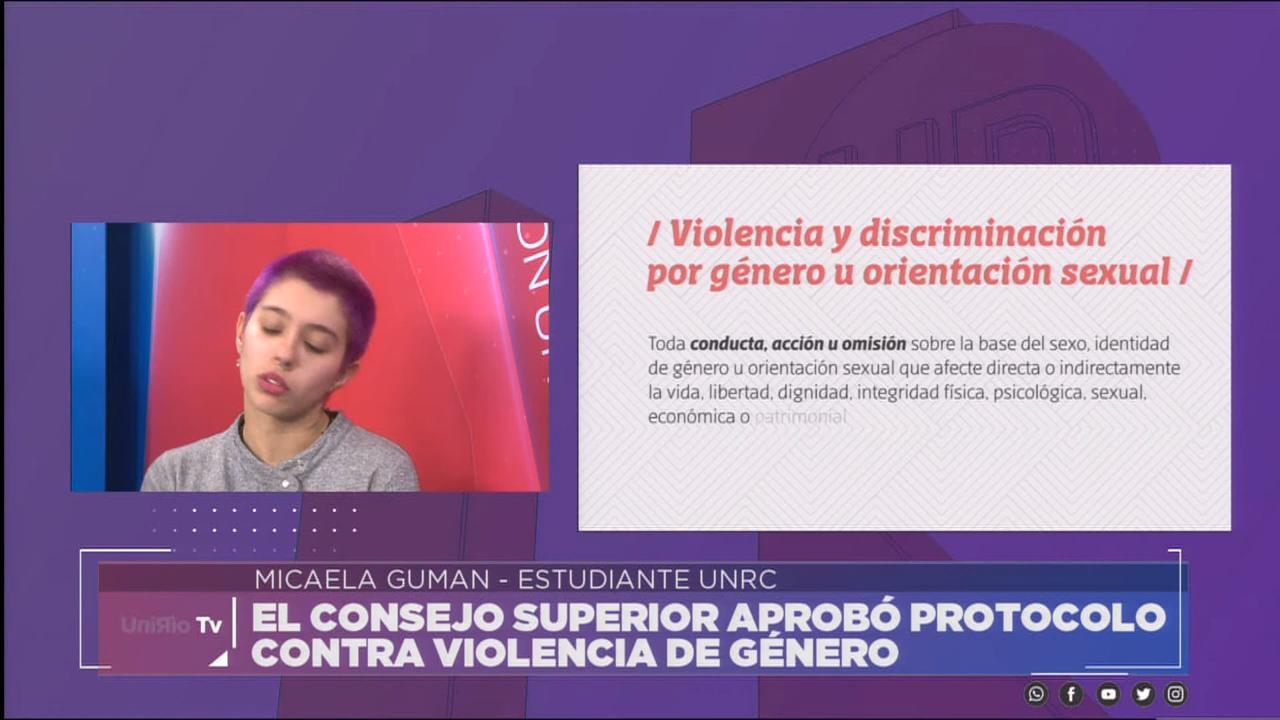 / Violencia y discriminación
por género u orientación sexual /
Toda conducta, acción u omisión sobre la base del sexo, identidad
de género u orientación sexual que afecte directa o indirectamente
la vida, libertad, dignidad, integridad física, psicológica, sexual,
económica o patrimonial
MICAELA GUMAN - ESTUDIANTE UNRC
UniRio Tv
EL CONSEJO SUPERIOR APROBÓ PROTOCOLO
CONTRA VIOLENCIA DE GÉNERO